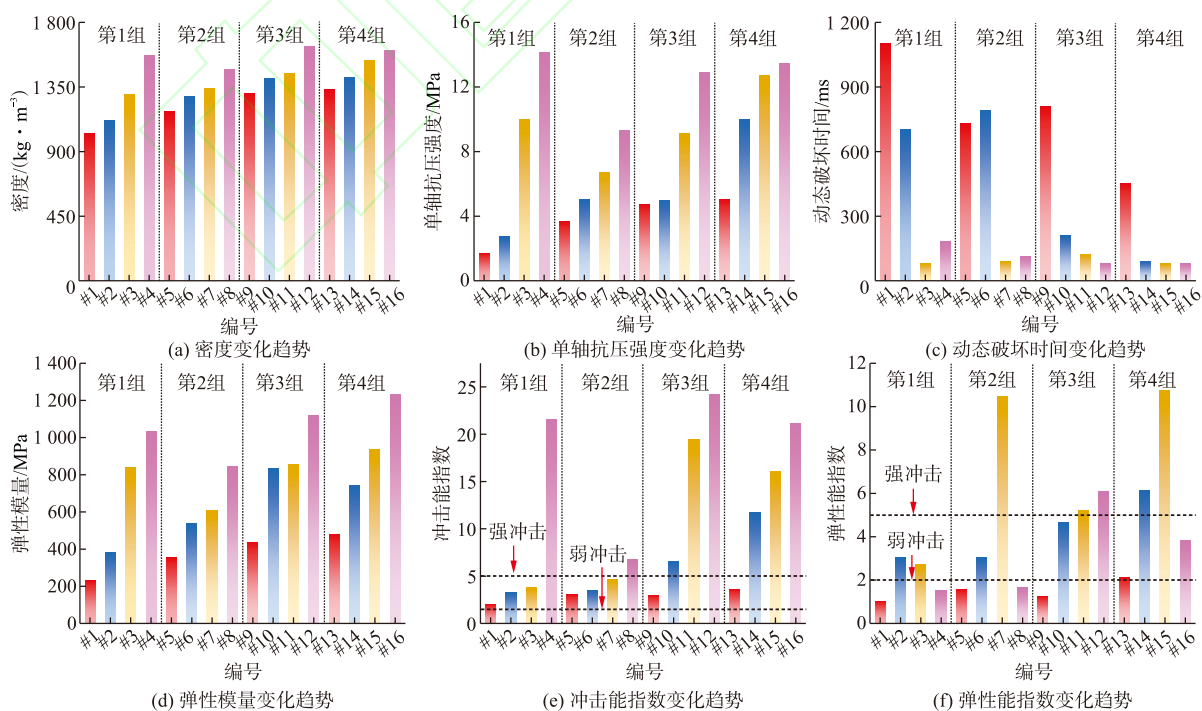 1 800
1 350
900
450
0
密度/(kg·m⁻³)
第1组 第2组 第3组 第4组
#1 #2 #3 #4 #5 #6 #7 #8 #9 #10 #11 #12 #13 #14 #15 #16
编号
(a) 密度变化趋势
16
12
8
4
0
单轴抗压强度/MPa
第1组 第2组 第3组 第4组
#1 #2 #3 #4 #5 #6 #7 #8 #9 #10 #11 #12 #13 #14 #15 #16
编号
(b) 单轴抗压强度变化趋势
1 200
900
600
300
0
动态破坏时间/ms
第1组 第2组 第3组 第4组
#1 #2 #3 #4 #5 #6 #7 #8 #9 #10 #11 #12 #13 #14 #15 #16
编号
(c) 动态破坏时间变化趋势
1 400
1 200
1 000
800
600
400
200
0
弹性模量/MPa
第1组 第2组 第3组 第4组
#1 #2 #3 #4 #5 #6 #7 #8 #9 #10 #11 #12 #13 #14 #15 #16
编号
(d) 弹性模量变化趋势
25
20
15
10
5
0
冲击能指数
第1组 第2组 第3组 第4组
强冲击
弱冲击
#1 #2 #3 #4 #5 #6 #7 #8 #9 #10 #11 #12 #13 #14 #15 #16
编号
(e) 冲击能指数变化趋势
12
10
8
6
4
2
0
弹性能指数
第1组 第2组 第3组 第4组
强冲击
弱冲击
#1 #2 #3 #4 #5 #6 #7 #8 #9 #10 #11 #12 #13 #14 #15 #16
编号
(f) 弹性能指数变化趋势